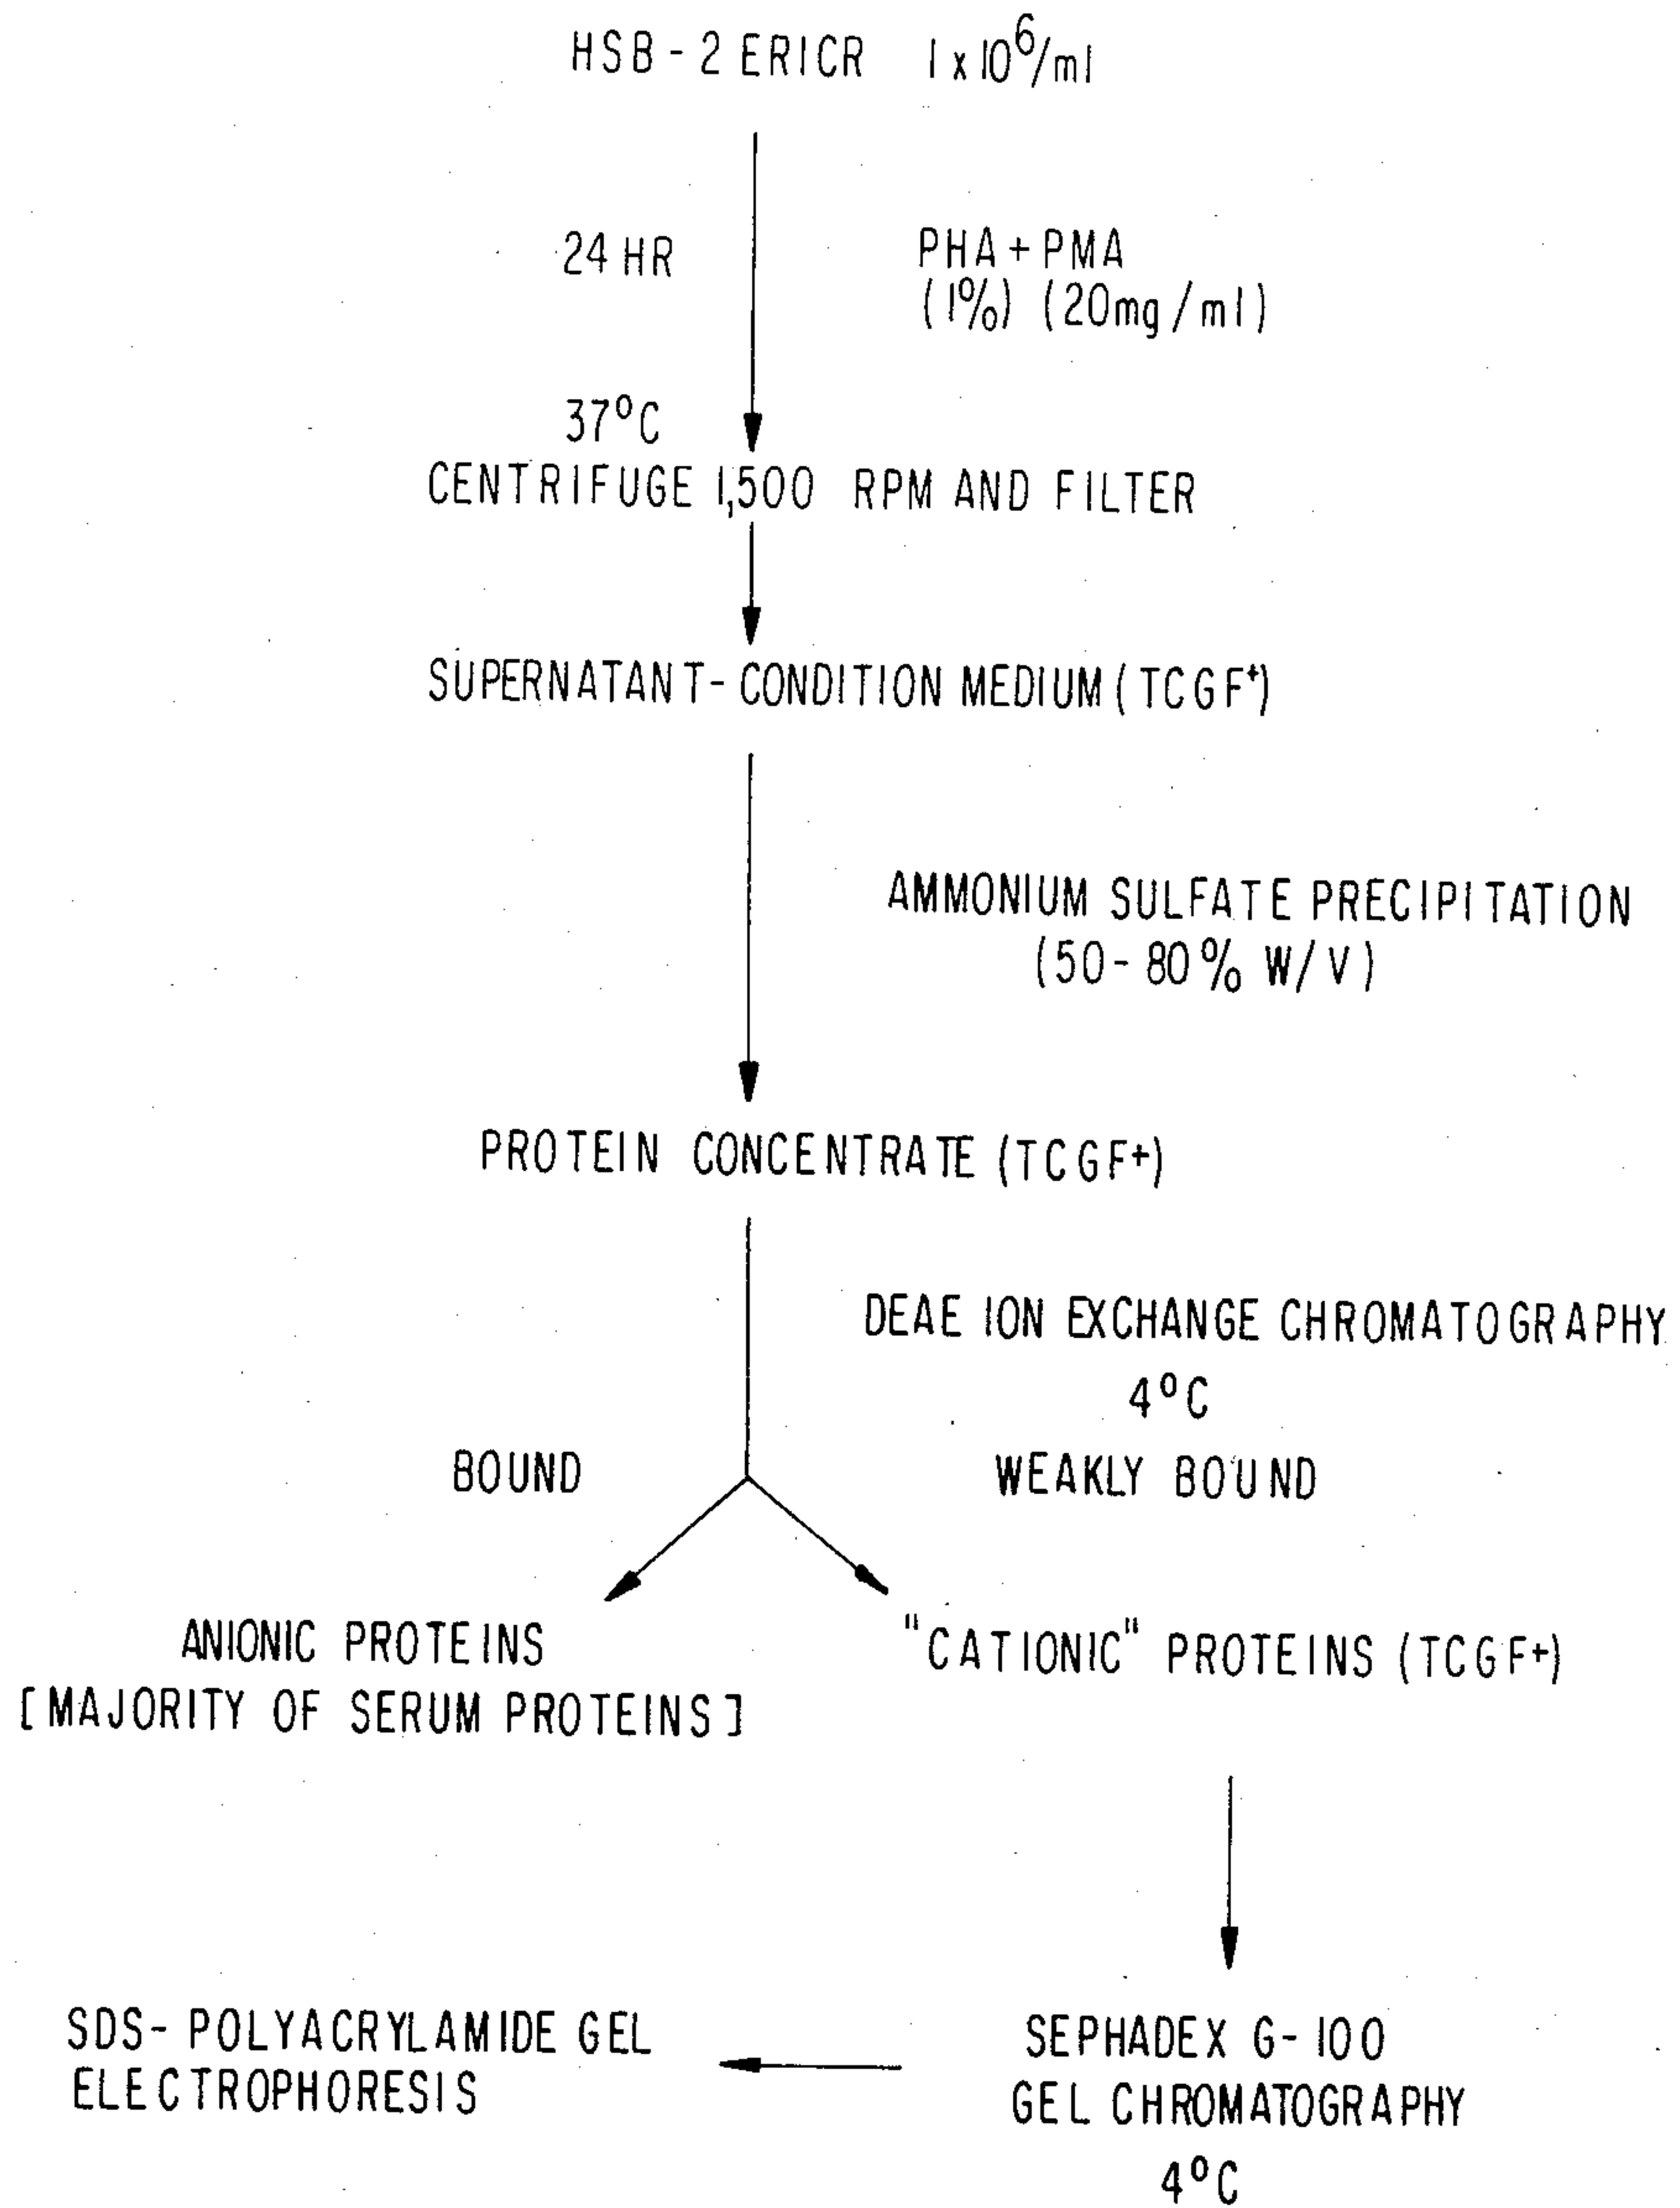 HSB-2 ERICR 1 x 10⁶/ml
24 HR
PHA + PMA
(1%) (20mg/ml)
37°C
CENTRIFUGE 1,500 RPM AND FILTER
SUPERNATANT-CONDITION MEDIUM (TCGF⁺)
AMMONIUM SULFATE PRECIPITATION
(50-80% W/V)
PROTEIN CONCENTRATE (TCGF+)
DEAE ION EXCHANGE CHROMATOGRAPHY
4°C
BOUND
WEAKLY BOUND
ANIONIC PROTEINS
[MAJORITY OF SERUM PROTEINS]
"CATIONIC" PROTEINS (TCGF+)
SDS-POLYACRYLAMIDE GEL
ELECTROPHORESIS
SEPHADEX G-100
GEL CHROMATOGRAPHY
4°C